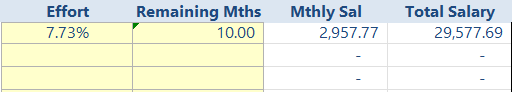 Effort Remaining Mths Mthly Sal Total Salary
7.73% 10.00 2,957.77 29,577.69
- -
- -